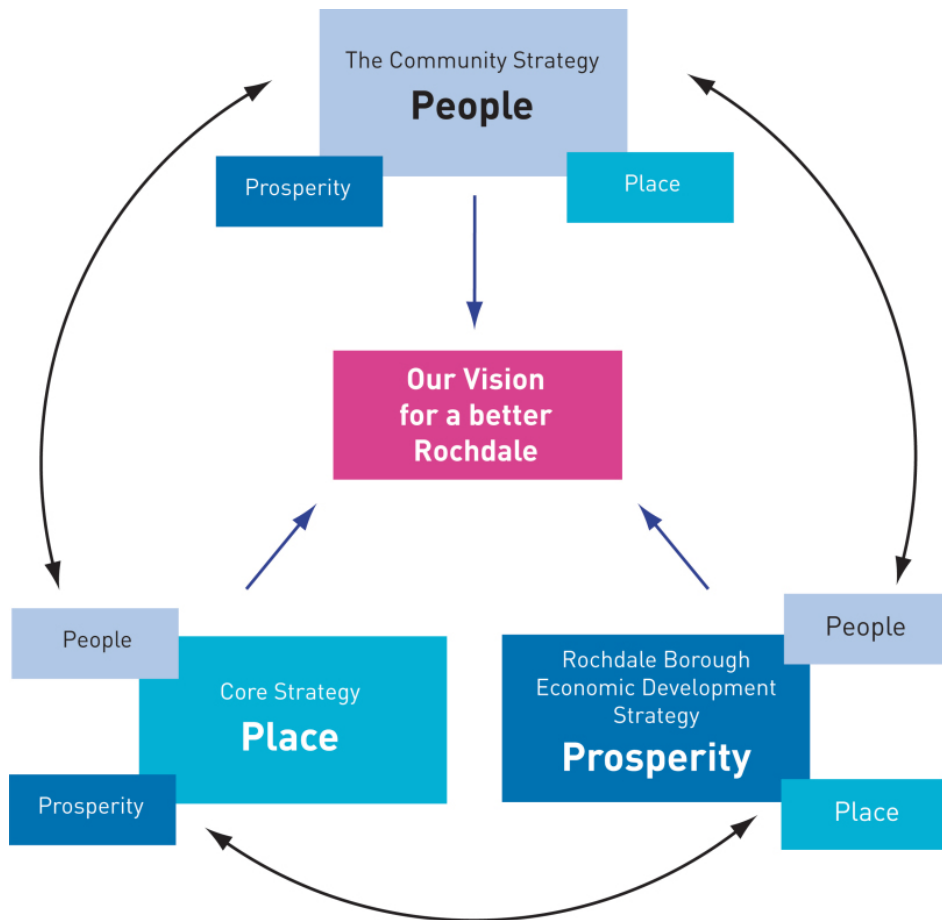 The Community Strategy
People
Prosperity
Place
Our Vision
for a better
Rochdale
People
Core Strategy
Place
Prosperity
People
Rochdale Borough
Economic Development
Strategy
Prosperity
Place